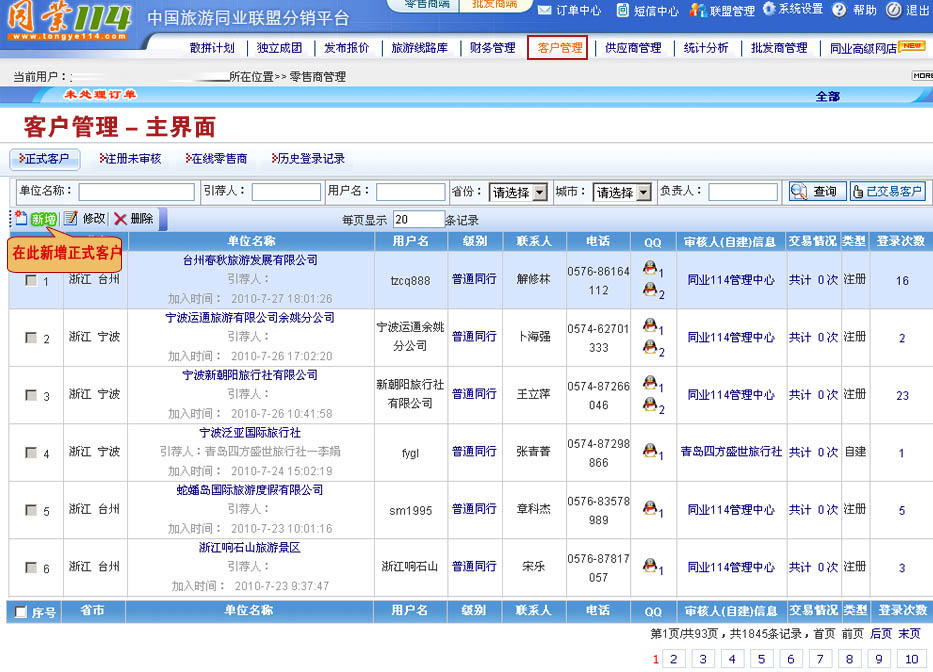 零售商端 批发商端
同业114 中国旅游同业联盟分销平台 订单中心 短信中心 联盟管理 系统设置 帮助 退出
www.tongye114.com
散拼计划 独立成团 发布报价 旅游线路库 财务管理 客户管理 供应商管理 统计分析 批发商管理 同业高级网店 NEW
当前用户： 所在位置>> 零售商管理 MORE
未处理订单 全部
客户管理 – 主界面
正式客户 注册未审核 在线零售商 历史登录记录
单位名称： 引荐人： 用户名： 省份： 请选择 城市： 请选择 负责人： 查询 已交易客户
新增 修改 删除 每页显示 20 条记录
在此新增正式客户
单位名称 用户名 级别 联系人 电话 QQ 审核人(自建)信息 交易情况 类型 登录次数
1 浙江 台州 台州春秋旅游发展有限公司 引荐人： 加入时间： 2010-7-27 18:01:26 tzcq888 普通同行 解修林 0576-86164112 1 2 同业114管理中心 共计 0次 注册 16
2 浙江 宁波 宁波运通旅游有限公司余姚分公司 引荐人： 加入时间： 2010-7-26 17:02:20 宁波运通余姚分公司 普通同行 卜海强 0574-62701333 1 2 同业114管理中心 共计 0次 注册 2
3 浙江 宁波 宁波新朝阳旅行社有限公司 引荐人： 加入时间： 2010-7-26 10:41:58 新朝阳旅行社有限公司 普通同行 王立萍 0574-87266046 1 2 同业114管理中心 共计 0次 注册 23
4 浙江 宁波 宁波泛亚国际旅行社 引荐人：青岛四方盛世旅行社－李娟 加入时间： 2010-7-24 15:02:19 fygl 普通同行 张青菁 0574-87298866 1 青岛四方盛世旅行社 共计 0次 自建 1
5 浙江 台州 蛇蟠岛国际旅游度假有限公司 引荐人： 加入时间： 2010-7-23 10:01:16 sm1995 普通同行 章科杰 0576-83578989 1 同业114管理中心 共计 0次 注册 5
6 浙江 台州 浙江响石山旅游景区 引荐人： 加入时间： 2010-7-23 9:37:47 浙江响石山 普通同行 宋乐 0576-87817057 1 同业114管理中心 共计 0次 注册 3
序号 省市 单位名称 用户名 级别 联系人 电话 QQ 审核人(自建)信息 交易情况 类型 登录次数
第1页/共93页，共1845条记录，首页 前页 后页 末页
1 2 3 4 5 6 7 8 9 10